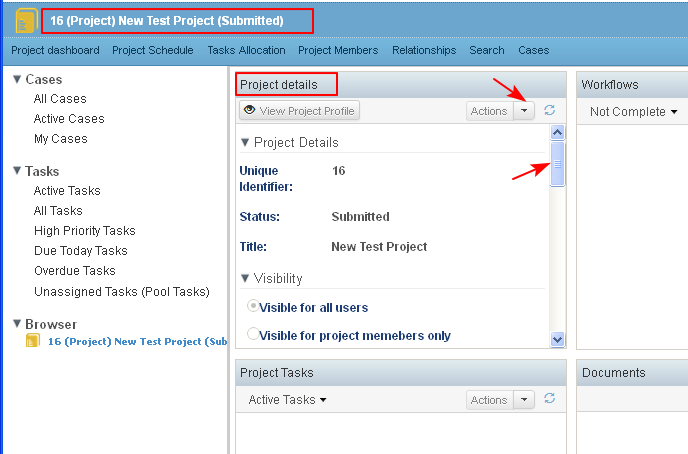 16 (Project) New Test Project (Submitted)
Project dashboard Project Schedule Tasks Allocation Project Members Relationships Search Cases
Cases
All Cases
Active Cases
My Cases
Tasks
Active Tasks
All Tasks
High Priority Tasks
Due Today Tasks
Overdue Tasks
Unassigned Tasks (Pool Tasks)
Browser
16 (Project) New Test Project (Sub
Project details
View Project Profile Actions
Project Details
Unique Identifier: 16
Status: Submitted
Title: New Test Project
Visibility
Visible for all users
Visible for project memebers only
Workflows
Not Complete
Project Tasks
Active Tasks Actions
Documents